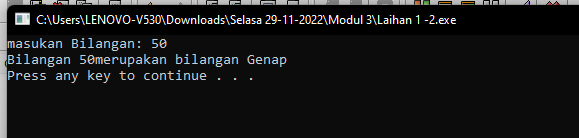 C:\Users\LENOVO-V530\Downloads\Selasa 29-11-2022\Modul 3\Laihan 1 -2.exe
masukan Bilangan: 50
Bilangan 50merupakan bilangan Genap
Press any key to continue . . .